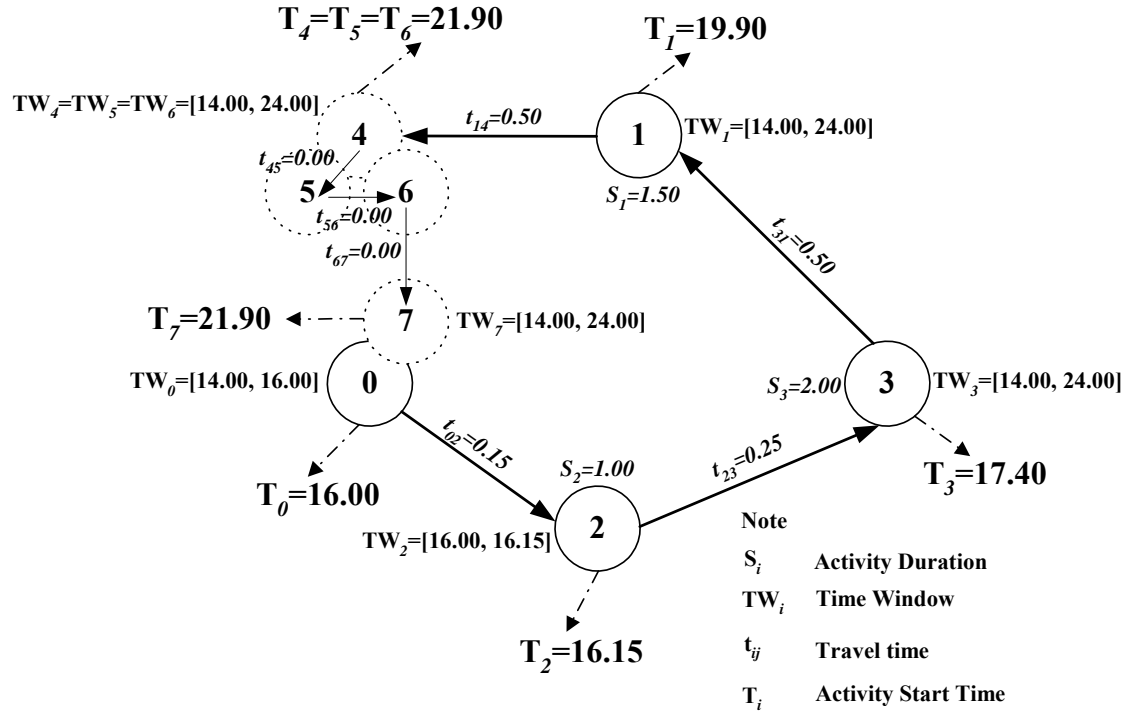 T4=T5=T6=21.90
T1=19.90
TW4=TW5=TW6=[14.00, 24.00]
4
t14=0.50
1
TW1=[14.00, 24.00]
t45=0.00
5
6
S1=1.50
t56=0.00
t67=0.00
t31=0.50
T7=21.90
7
TW7=[14.00, 24.00]
TW0=[14.00, 16.00]
0
S3=2.00
3
TW3=[14.00, 24.00]
t02=0.15
S2=1.00
t23=0.25
T0=16.00
T3=17.40
TW2=[16.00, 16.15]
2
Note
Si Activity Duration
TWi Time Window
T2=16.15
tij Travel time
Ti Activity Start Time